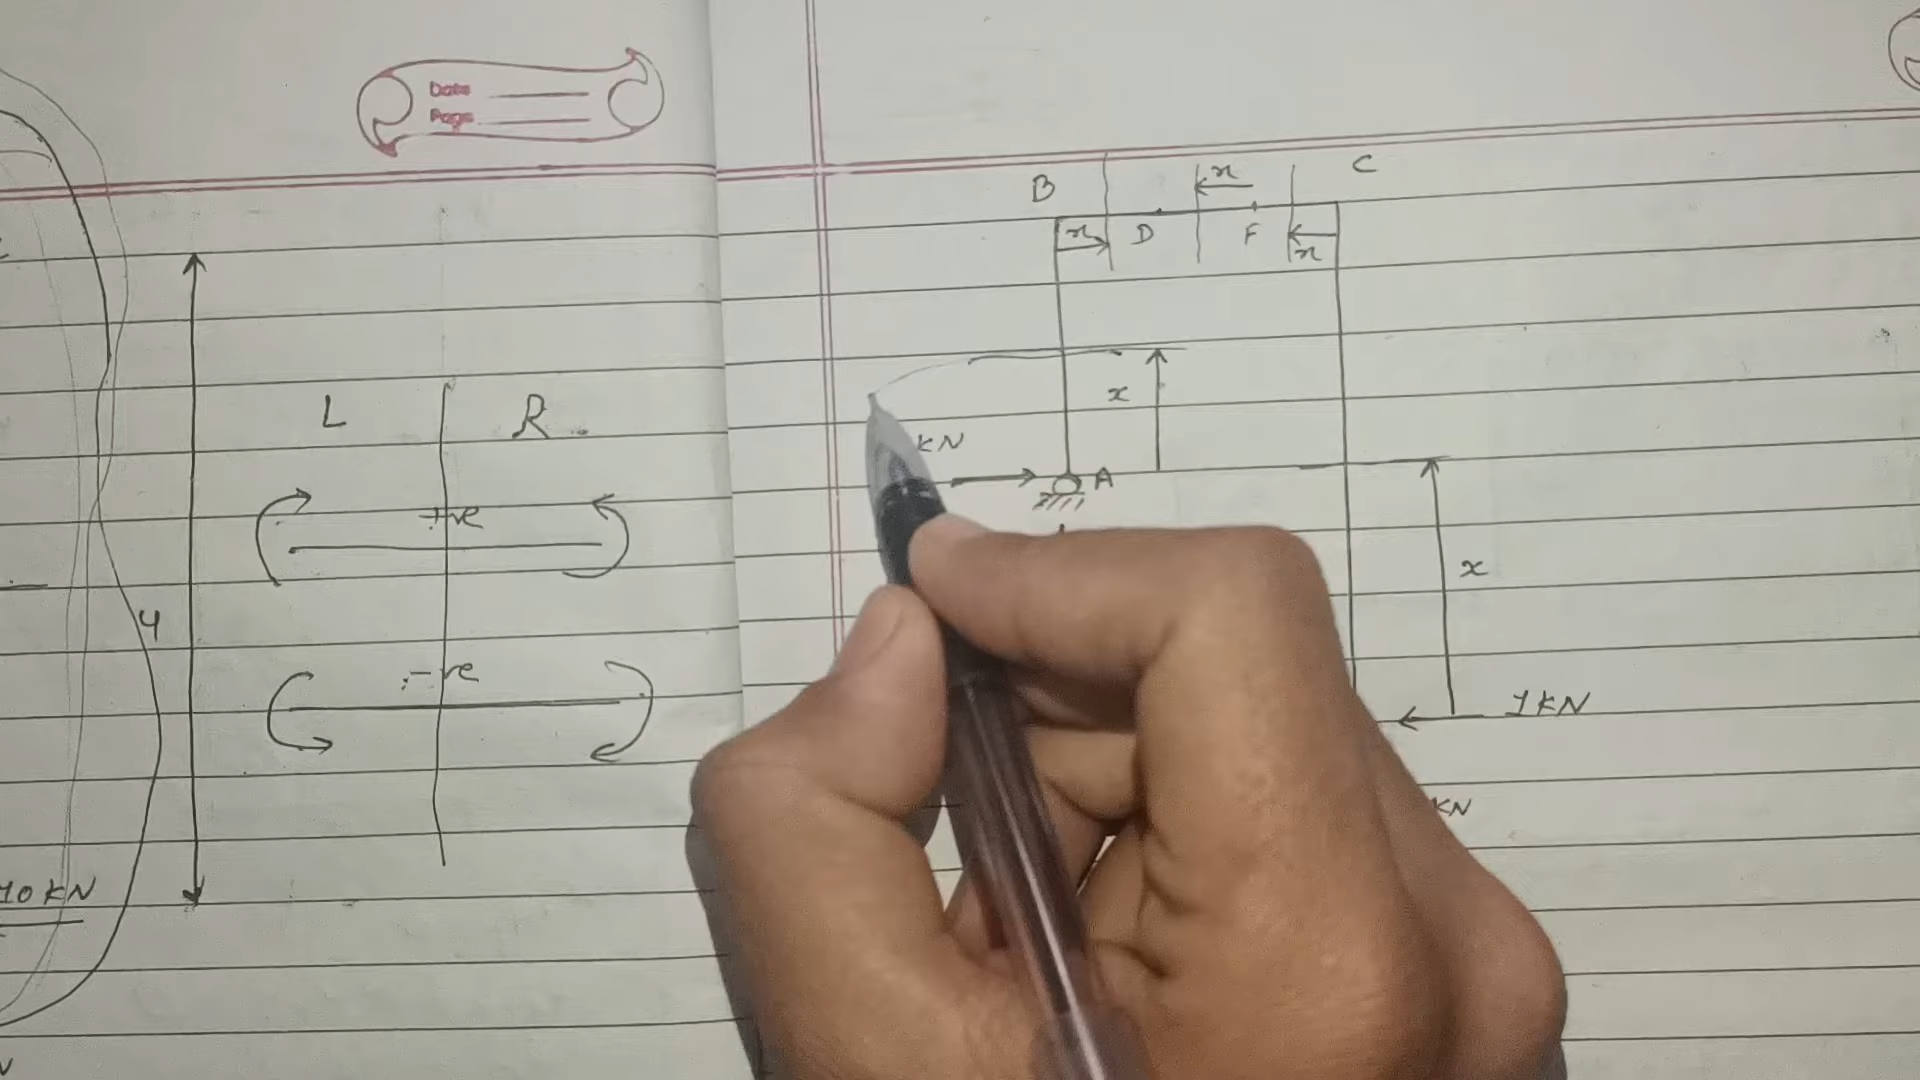 Date
Page
L R
+ve
-ve
4
10 KN
B x C
x D F x
x
KN
A
x
1 KN
KN